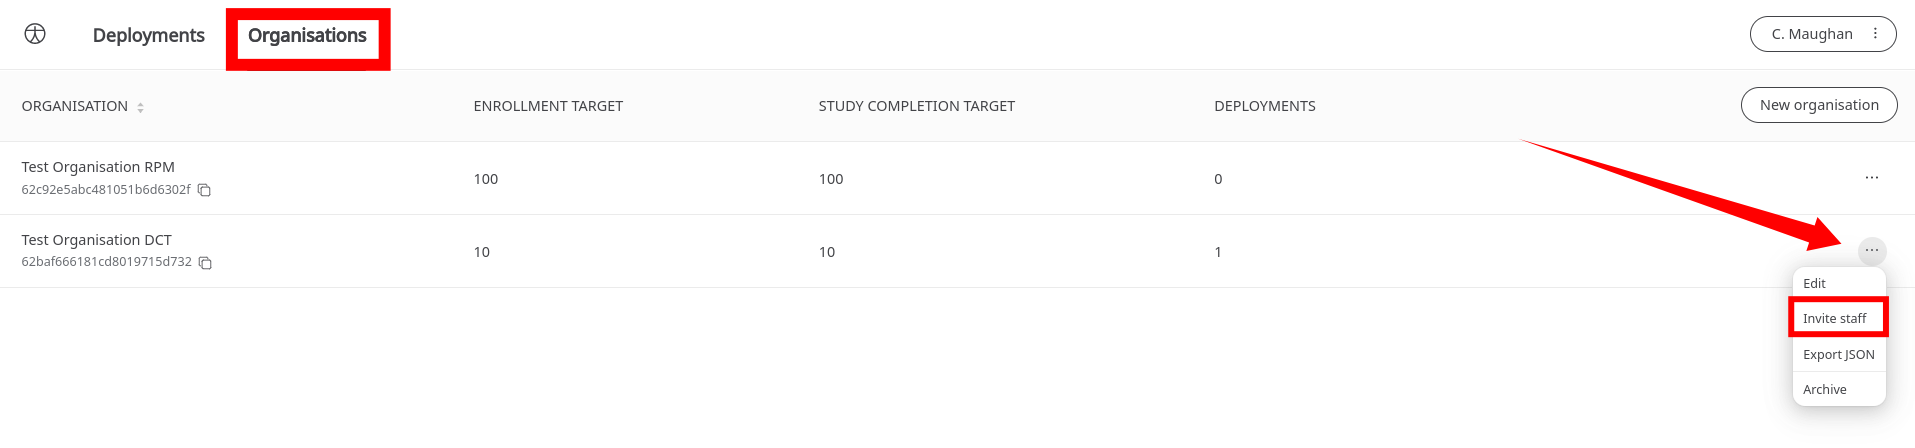 Deployments
Organisations
C. Maughan
ORGANISATION
ENROLLMENT TARGET
STUDY COMPLETION TARGET
DEPLOYMENTS
New organisation
Test Organisation RPM
62c92e5abc481051b6d6302f
100
100
0
Test Organisation DCT
62baf666181cd8019715d732
10
10
1
Edit
Invite staff
Export JSON
Archive